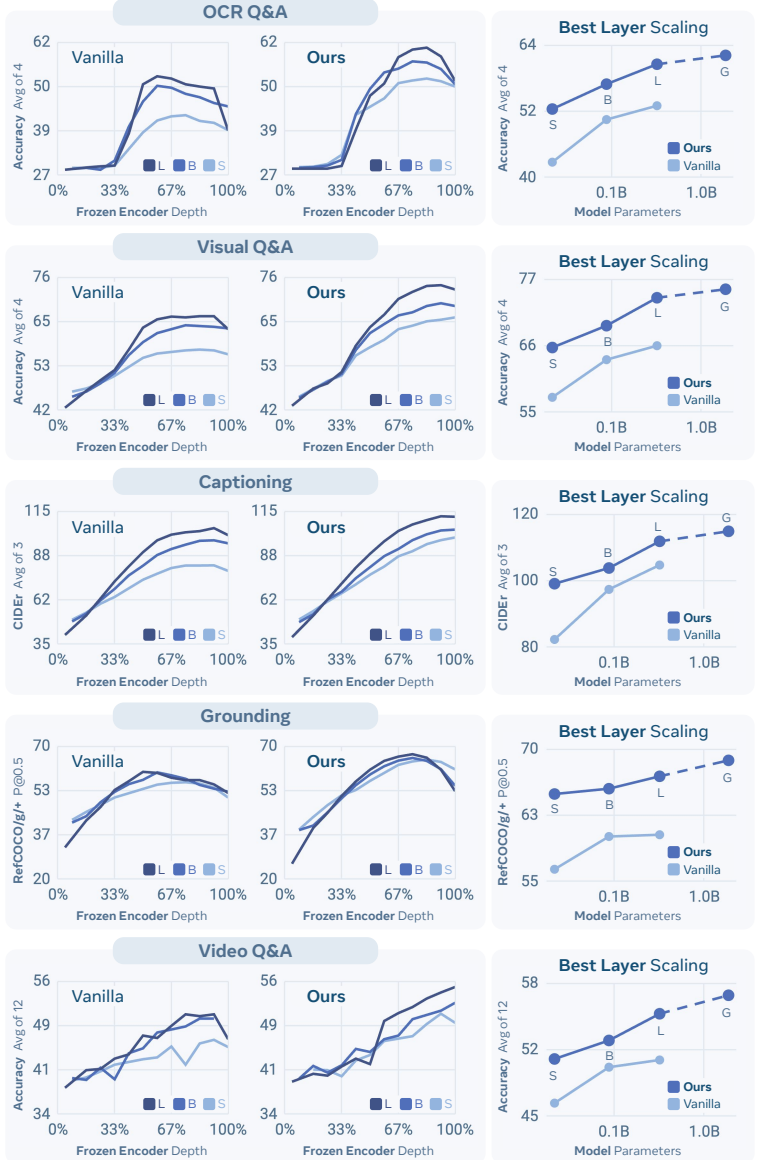 OCR Q&A
62
50
39
27
Accuracy Avg of 4
Vanilla
L B S
0% 33% 67% 100%
Frozen Encoder Depth
62
50
39
27
Ours
L B S
0% 33% 67% 100%
Frozen Encoder Depth
Best Layer Scaling
64
52
40
Accuracy Avg of 4
S
B
L
G
Ours
Vanilla
0.1B 1.0B
Model Parameters
Visual Q&A
76
65
53
42
Accuracy Avg of 4
Vanilla
L B S
0% 33% 67% 100%
Frozen Encoder Depth
76
65
53
42
Ours
L B S
0% 33% 67% 100%
Frozen Encoder Depth
Best Layer Scaling
77
66
55
Accuracy Avg of 4
S
B
L
G
Ours
Vanilla
0.1B 1.0B
Model Parameters
Captioning
115
88
62
35
CIDEr Avg of 3
Vanilla
L B S
0% 33% 67% 100%
Frozen Encoder Depth
115
88
62
35
Ours
L B S
0% 33% 67% 100%
Frozen Encoder Depth
Best Layer Scaling
120
100
80
CIDEr Avg of 3
S
B
L
G
Ours
Vanilla
0.1B 1.0B
Model Parameters
Grounding
70
53
37
20
RefCOCO/g/+ P@0.5
Vanilla
L B S
0% 33% 67% 100%
Frozen Encoder Depth
70
53
37
20
Ours
L B S
0% 33% 67% 100%
Frozen Encoder Depth
Best Layer Scaling
70
63
55
RefCOCO/g/+ P@0.5
S
B
L
G
Ours
Vanilla
0.1B 1.0B
Model Parameters
Video Q&A
56
49
41
34
Accuracy Avg of 12
Vanilla
L B S
0% 33% 67% 100%
Frozen Encoder Depth
56
49
41
34
Ours
L B S
0% 33% 67% 100%
Frozen Encoder Depth
Best Layer Scaling
58
52
45
Accuracy Avg of 12
S
B
L
G
Ours
Vanilla
0.1B 1.0B
Model Parameters